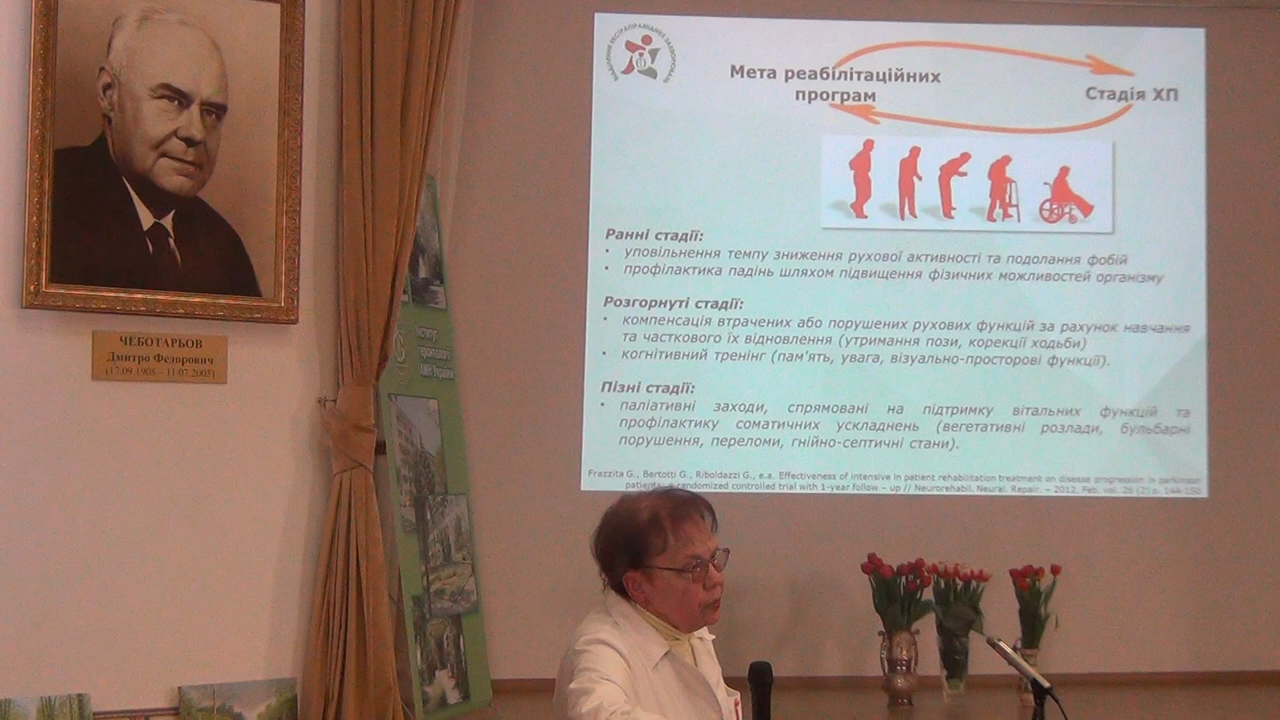 ЧЕБОТАРЬОВ
Дмитро Федорович
(17.09.1908 – 11.07.2005)
Інститут
геронтології
АМН України
Мета реабілітаційних
програм
Стадія ХП
Ранні стадії:
• уповільнення темпу зниження рухової активності та подолання фобій
• профілактика падінь шляхом підвищення фізичних можливостей організму
Розгорнуті стадії:
• компенсація втрачених або порушених рухових функцій за рахунок навчання
та часткового їх відновлення (утримання пози, корекції ходьби)
• когнітивний тренінг (пам'ять, увага, візуально-просторові функції).
Пізні стадії:
• паліативні заходи, спрямовані на підтримку вітальних функцій та
профілактику соматичних ускладнень (вегетативні розлади, бульбарні
порушення, переломи, гнійно-септичні стани).
Frazzita G., Bertotti G., Riboldazzi G., e.a. Effectiveness of intensive in patient rehabilitation treatment on disease progression in parkinson
patients: a randomized controlled trial with 1-year follow – up // Neurorehabil. Neural. Repair. – 2012, Feb. vol. 26 (2) p. 144-150